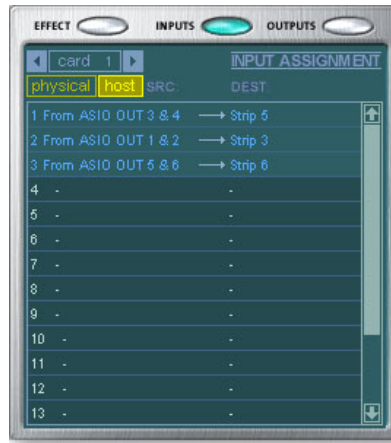 EFFECT INPUTS OUTPUTS
card 1 INPUT ASSIGNMENT
physical host SRC: DEST:
1 From ASIO OUT 3 & 4 → Strip 5
2 From ASIO OUT 1 & 2 → Strip 3
3 From ASIO OUT 5 & 6 → Strip 6
4 - -
5 - -
6 - -
7 - -
8 - -
9 - -
10 - -
11 - -
12 - -
13 - -